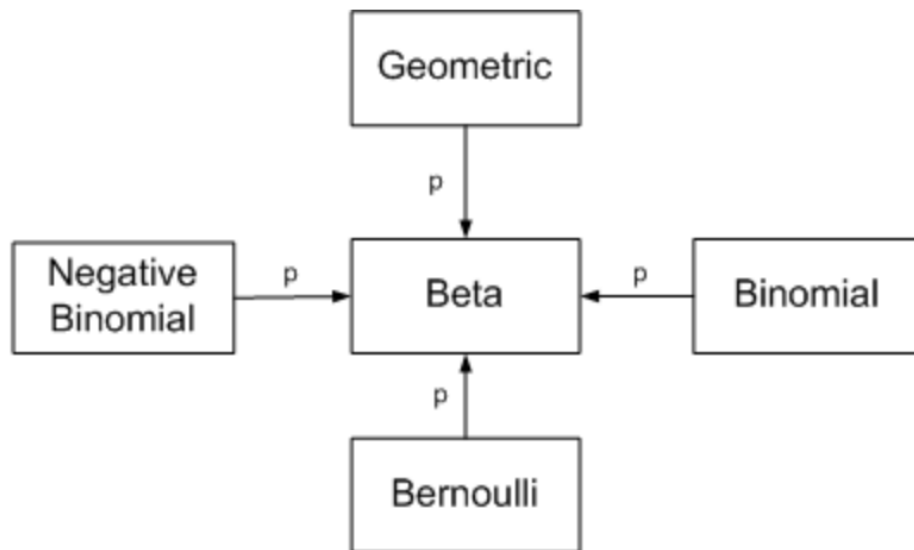 Geometric
p
Negative
Binomial
p
Beta
p
Binomial
p
Bernoulli